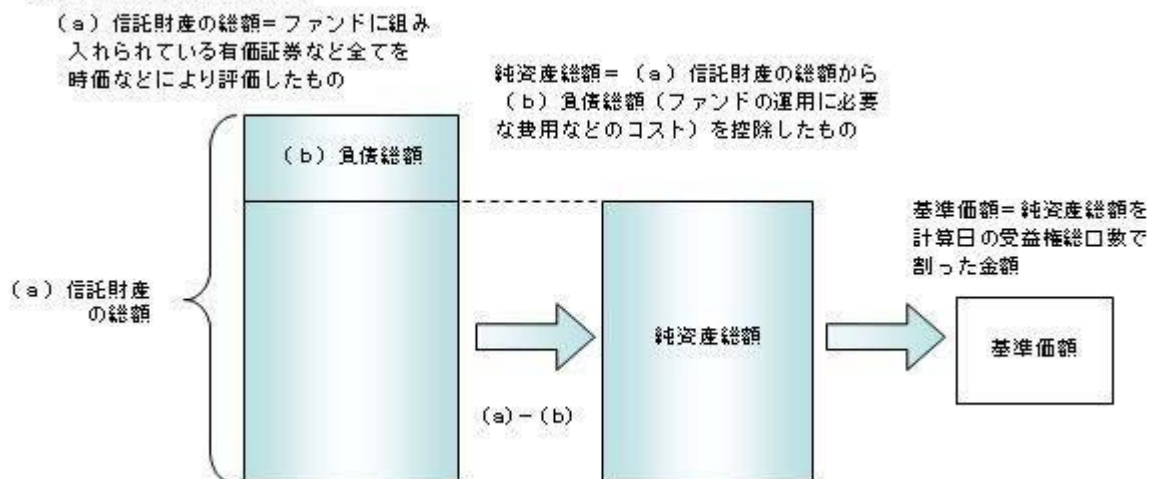 (a)信託財産の総額=ファンドに組み
入れられている有価証券など全てを
時価などにより評価したもの
純資産総額=(a)信託財産の総額から
(b)負債総額(ファンドの運用に必要
な費用などのコスト)を控除したもの
(b)負債総額
基準価額=純資産総額を
計算日の受益権総口数で
割った金額
(a)信託財産
の総額
純資産総額
基準価額
(a)-(b)